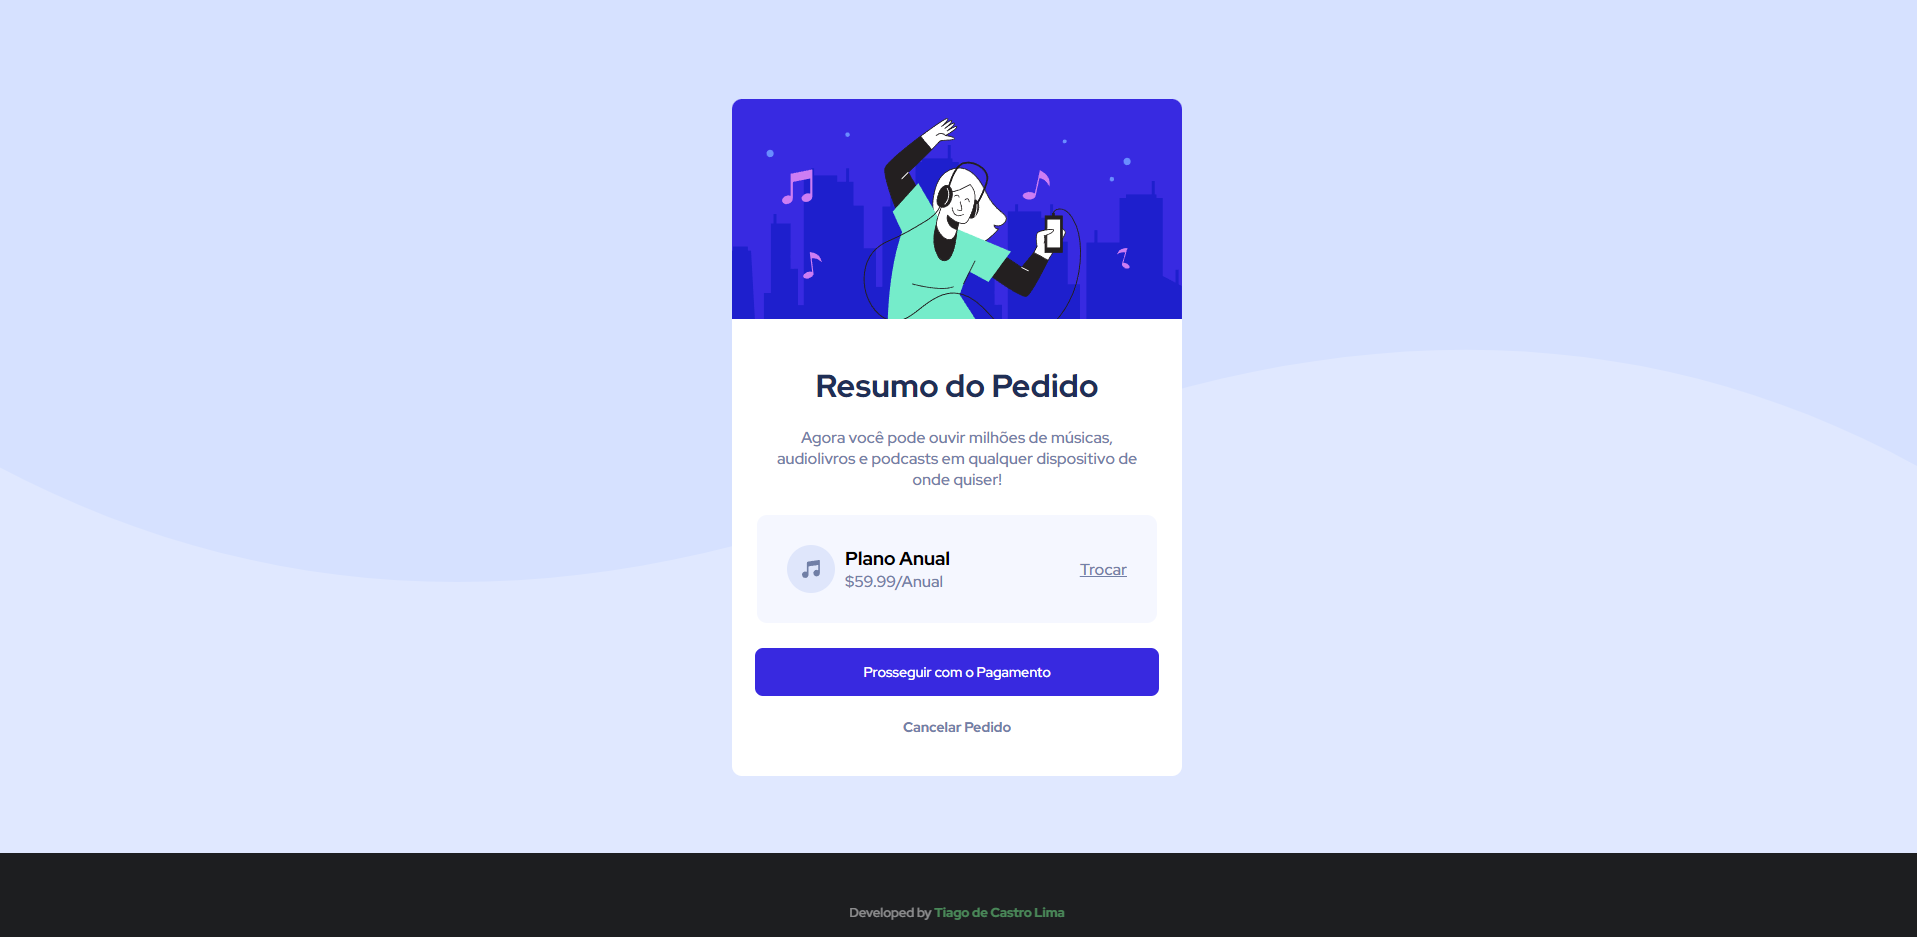 Resumo do Pedido
Agora você pode ouvir milhões de músicas,
audiolivros e podcasts em qualquer dispositivo de
onde quiser!
Plano Anual
$59.99/Anual
Trocar
Prosseguir com o Pagamento
Cancelar Pedido
Developed by Tiago de Castro Lima